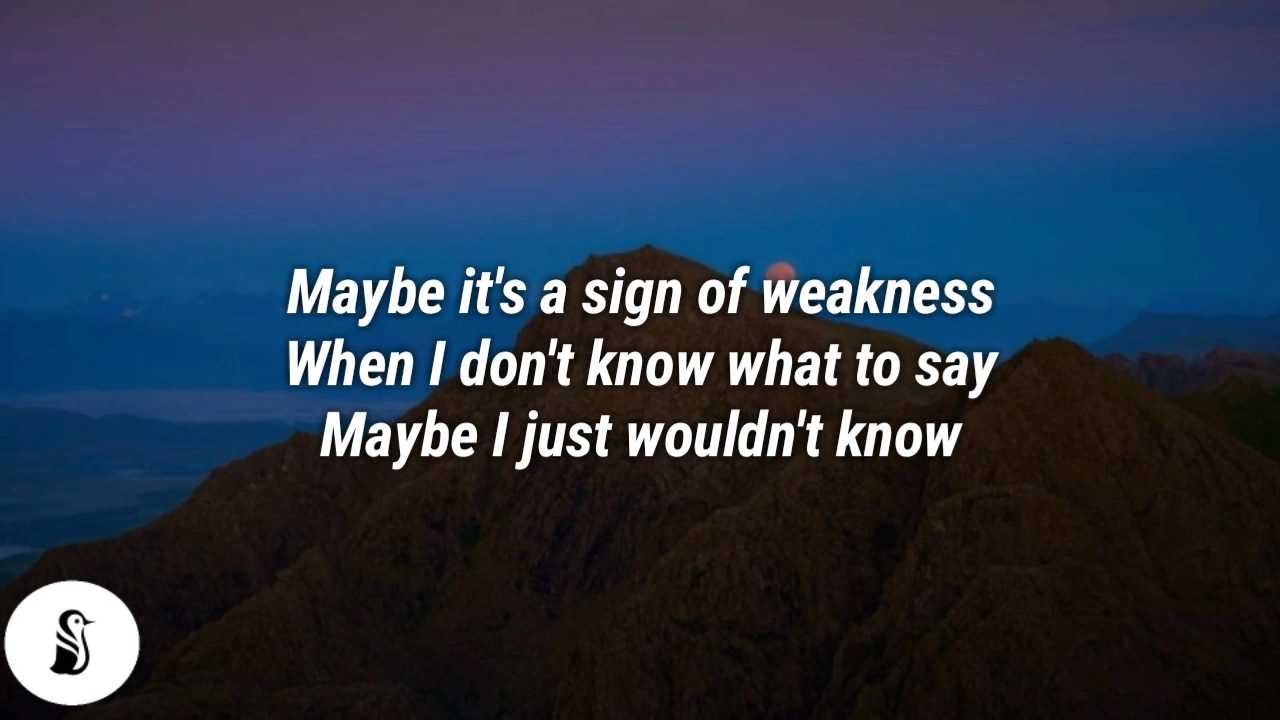 Maybe it's a sign of weakness
When I don't know what to say
Maybe I just wouldn't know